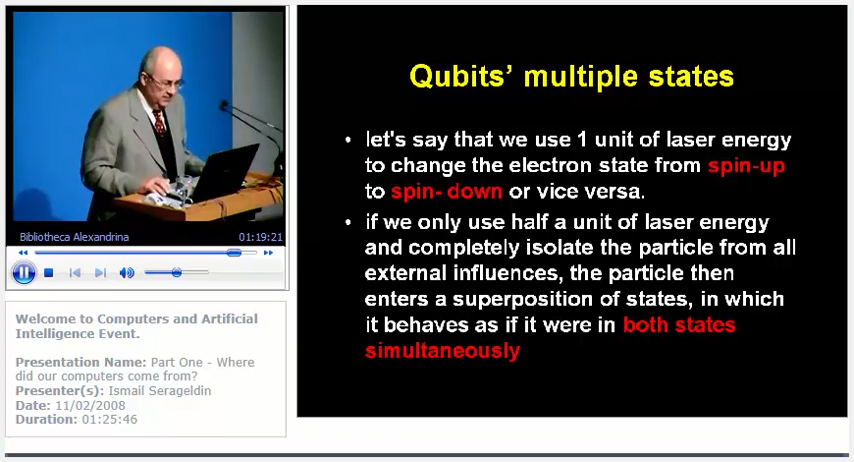 Bibliotheca Alexandrina 01:19:21
Welcome to Computers and Artificial
Intelligence Event.
Presentation Name: Part One - Where
did our computers come from?
Presenter(s): Ismail Serageldin
Date: 11/02/2008
Duration: 01:25:46
Qubits' multiple states
• let's say that we use 1 unit of laser energy
to change the electron state from spin-up
to spin- down or vice versa.
• if we only use half a unit of laser energy
and completely isolate the particle from all
external influences, the particle then
enters a superposition of states, in which
it behaves as if it were in both states
simultaneously